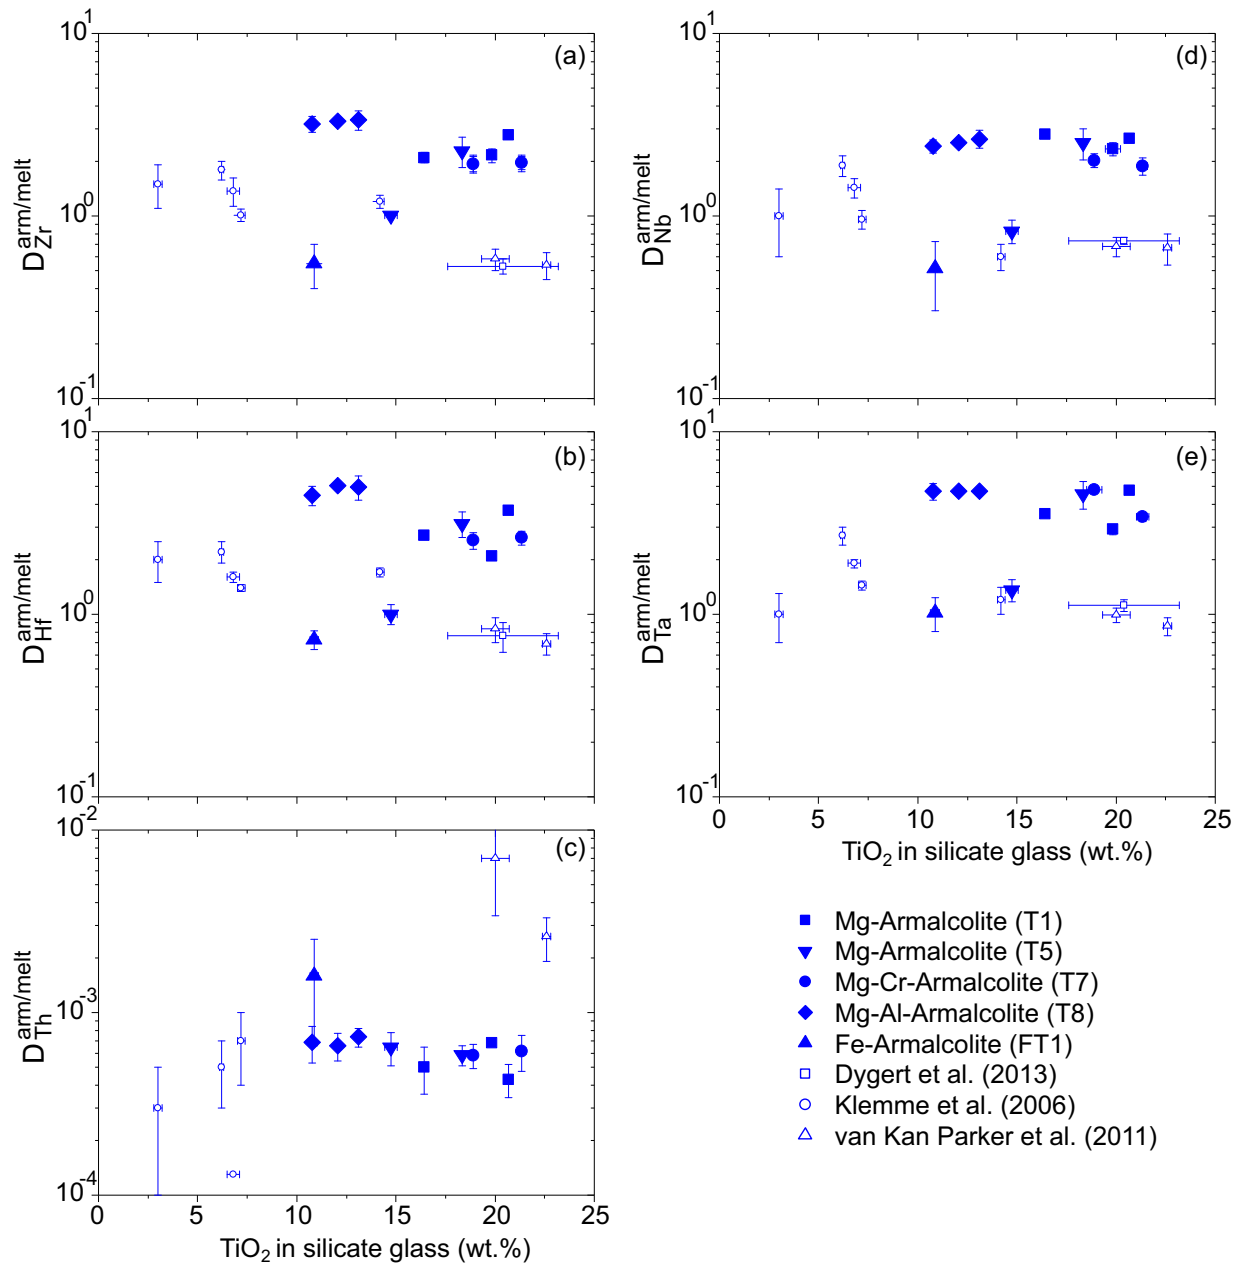 (a)
10^1
10^0
10^-1
D_Zr^arm/melt
(b)
10^1
10^0
10^-1
D_Hf^arm/melt
(c)
10^-2
10^-3
10^-4
D_Th^arm/melt
0 5 10 15 20 25
TiO₂ in silicate glass (wt.%)
(d)
10^1
10^0
10^-1
D_Nb^arm/melt
(e)
10^1
10^0
10^-1
D_Ta^arm/melt
0 5 10 15 20 25
TiO₂ in silicate glass (wt.%)
Mg-Armalcolite (T1)
Mg-Armalcolite (T5)
Mg-Cr-Armalcolite (T7)
Mg-Al-Armalcolite (T8)
Fe-Armalcolite (FT1)
Dygert et al. (2013)
Klemme et al. (2006)
van Kan Parker et al. (2011)